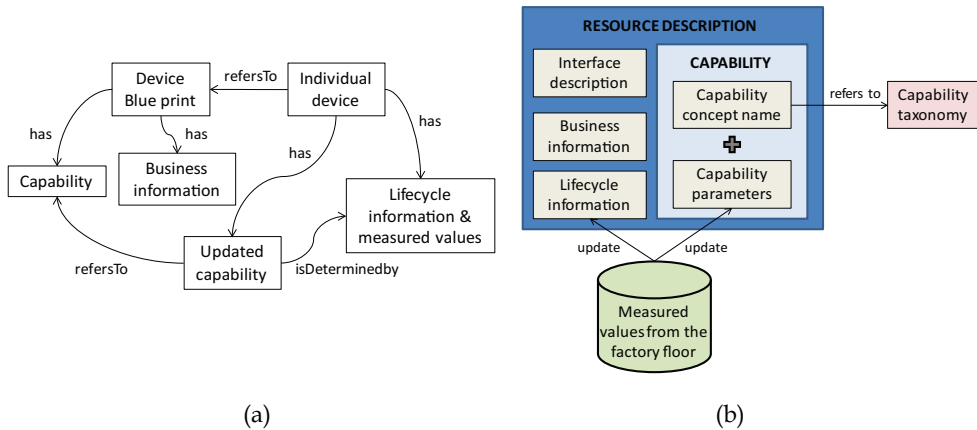 Device
Blue print
refersTo
Individual
device
has
has
has
has
Capability
Business
information
Lifecycle
information &
measured values
refersTo
Updated
capability
isDeterminedby
(a)
RESOURCE DESCRIPTION
Interface
description
Business
information
Lifecycle
information
CAPABILITY
Capability
concept name
Capability
parameters
refers to
Capability
taxonomy
update
update
Measured
values from the
factory floor
(b)